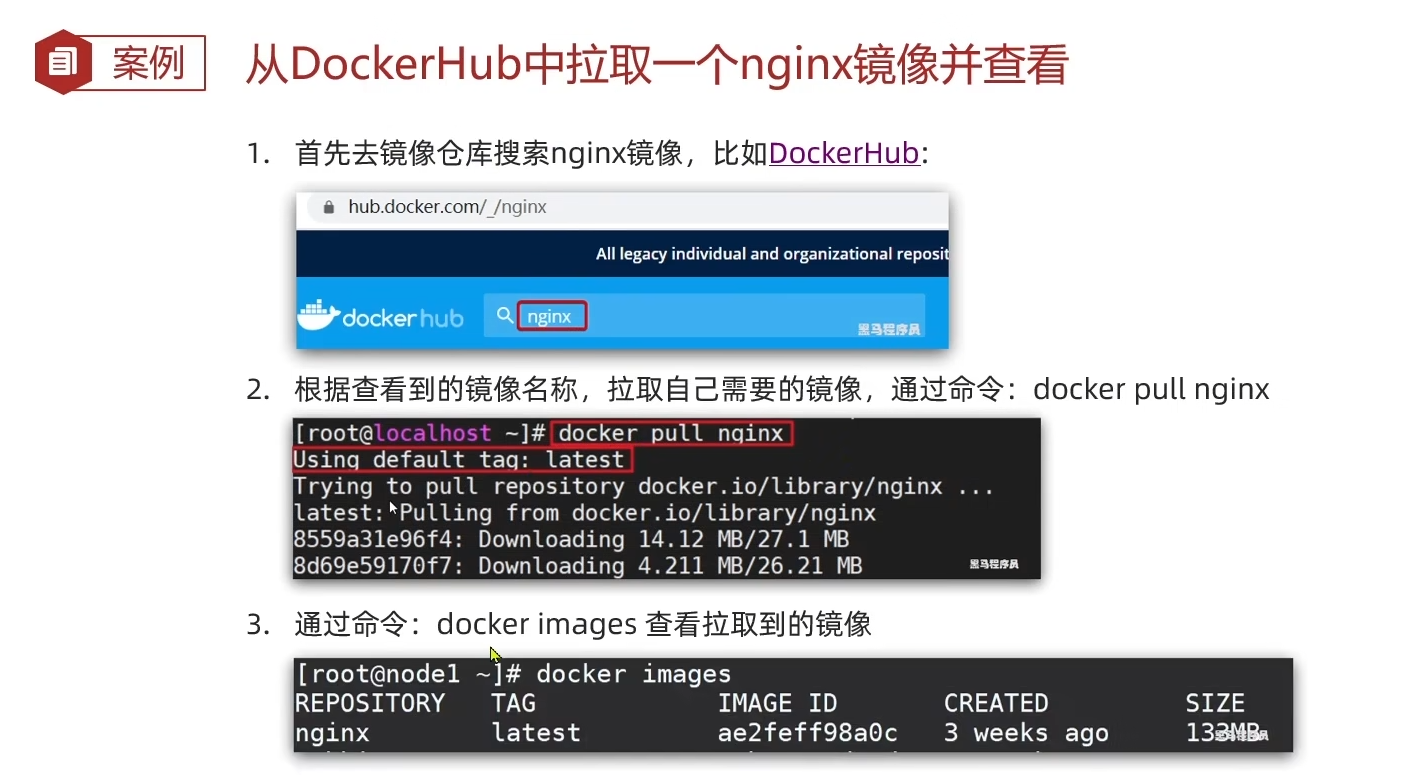 案例
从DockerHub中拉取一个nginx镜像并查看
1. 首先去镜像仓库搜索nginx镜像，比如DockerHub:
hub.docker.com/_/nginx
All legacy individual and organizational reposit
docker hub
nginx
黑马程序员
2. 根据查看到的镜像名称，拉取自己需要的镜像，通过命令：docker pull nginx
[root@localhost ~]# docker pull nginx
Using default tag: latest
Trying to pull repository docker.io/library/nginx ...
latest: Pulling from docker.io/library/nginx
8559a31e96f4: Downloading 14.12 MB/27.1 MB
8d69e59170f7: Downloading 4.211 MB/26.21 MB
黑马程序员
3. 通过命令：docker images 查看拉取到的镜像
[root@node1 ~]# docker images
REPOSITORY TAG IMAGE ID CREATED SIZE
nginx latest ae2feff98a0c 3 weeks ago 133MB
黑马程序员